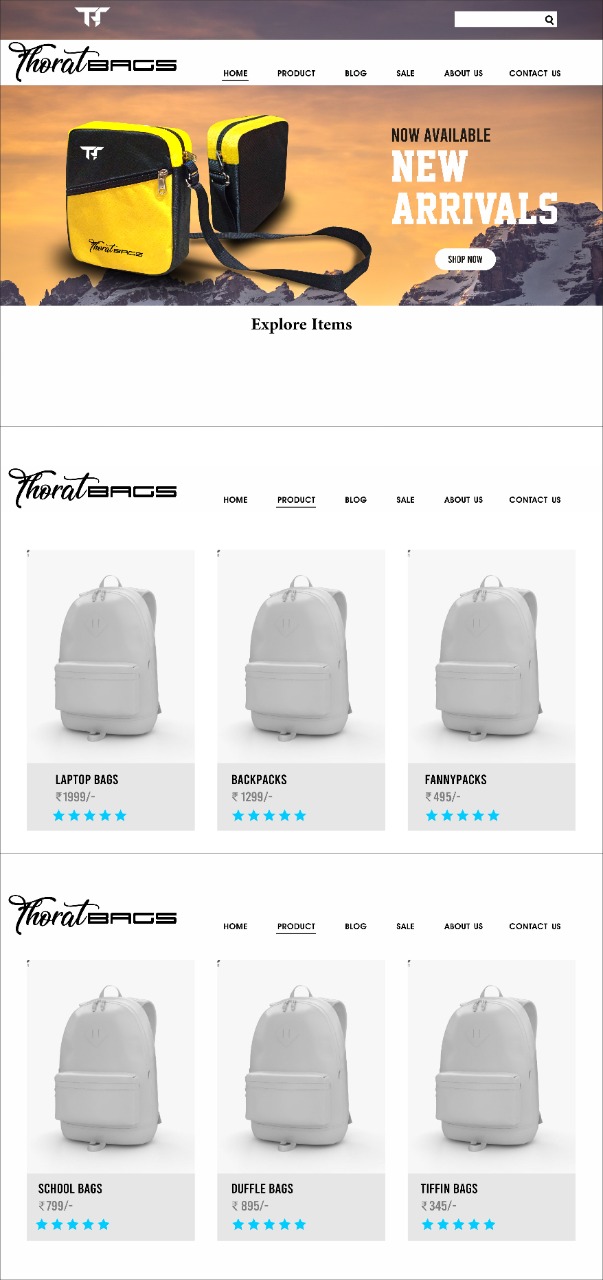 TF
Thorat BAGS
HOME PRODUCT BLOG SALE ABOUT US CONTACT US
NOW AVAILABLE
NEW
ARRIVALS
SHOP NOW
Thorat BAGS
Explore Items
Thorat BAGS
HOME PRODUCT BLOG SALE ABOUT US CONTACT US
LAPTOP BAGS
₹1999/-
BACKPACKS
₹ 1299/-
FANNYPACKS
₹ 495/-
Thorat BAGS
HOME PRODUCT BLOG SALE ABOUT US CONTACT US
SCHOOL BAGS
₹ 799/-
DUFFLE BAGS
₹ 895/-
TIFFIN BAGS
₹ 345/-